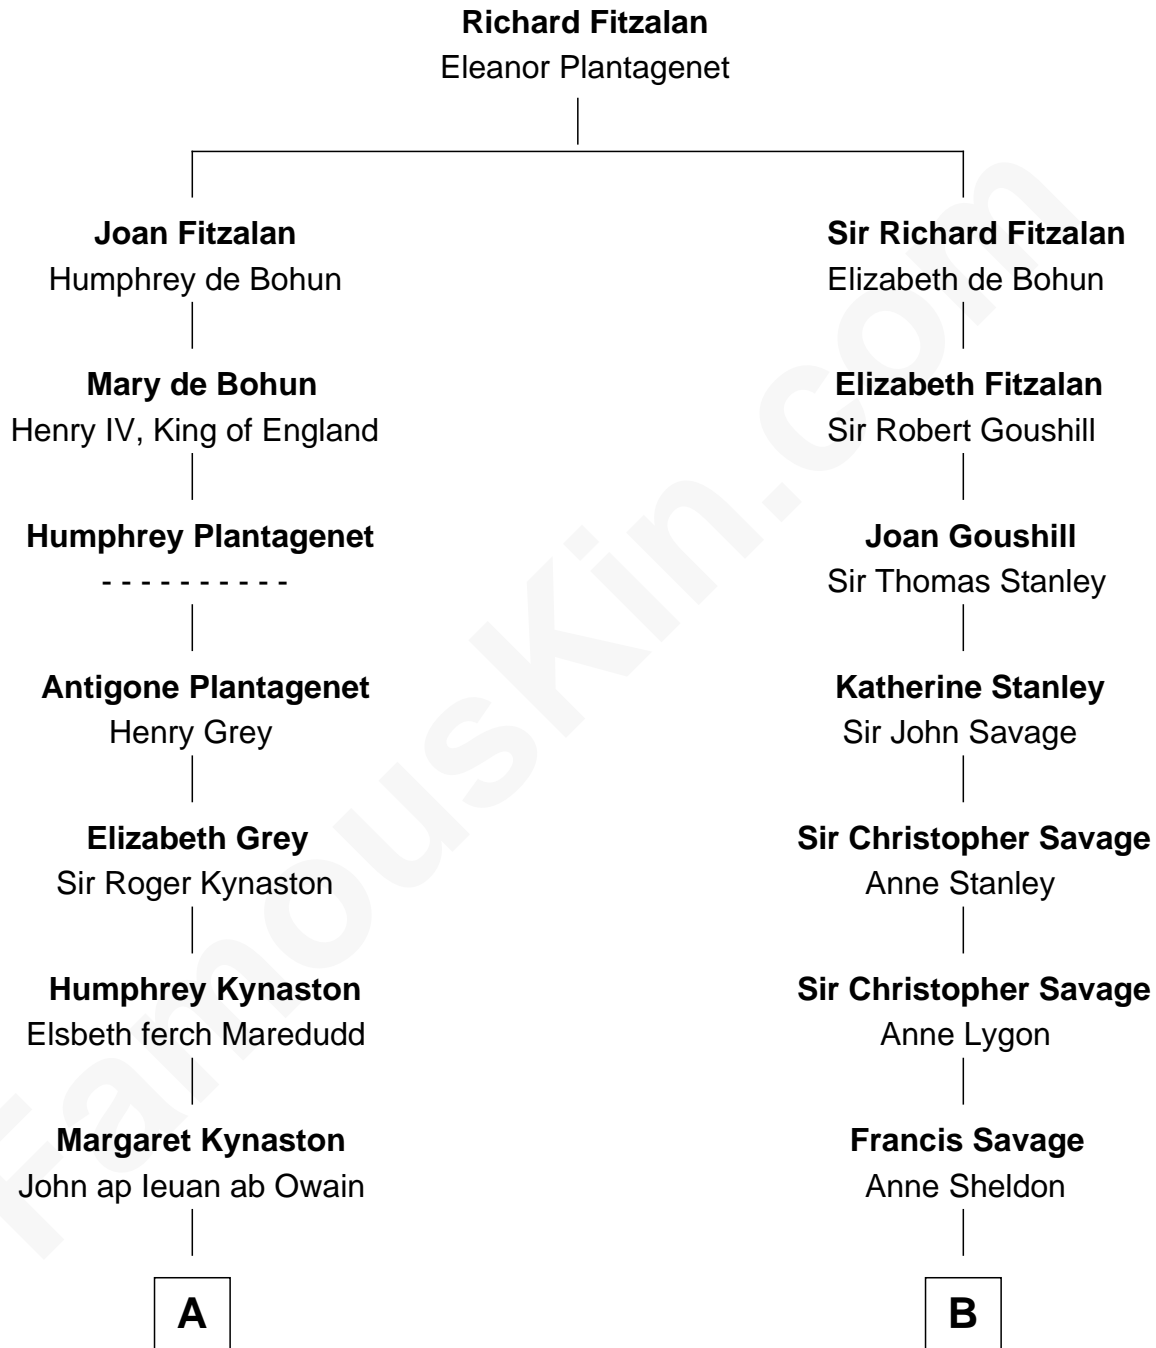 Richard Fitzalan
Eleanor Plantagenet
Joan Fitzalan
Humphrey de Bohun
Sir Richard Fitzalan
Elizabeth de Bohun
Mary de Bohun
Henry IV, King of England
Elizabeth Fitzalan
Sir Robert Goushill
Humphrey Plantagenet
- - - - - - - - - -
Joan Goushill
Sir Thomas Stanley
Antigone Plantagenet
Henry Grey
Katherine Stanley
Sir John Savage
Elizabeth Grey
Sir Roger Kynaston
Sir Christopher Savage
Anne Stanley
Humphrey Kynaston
Elsbeth ferch Maredudd
Sir Christopher Savage
Anne Lygon
Margaret Kynaston
John ap Ieuan ab Owain
Francis Savage
Anne Sheldon
A
B
FamousKin.com